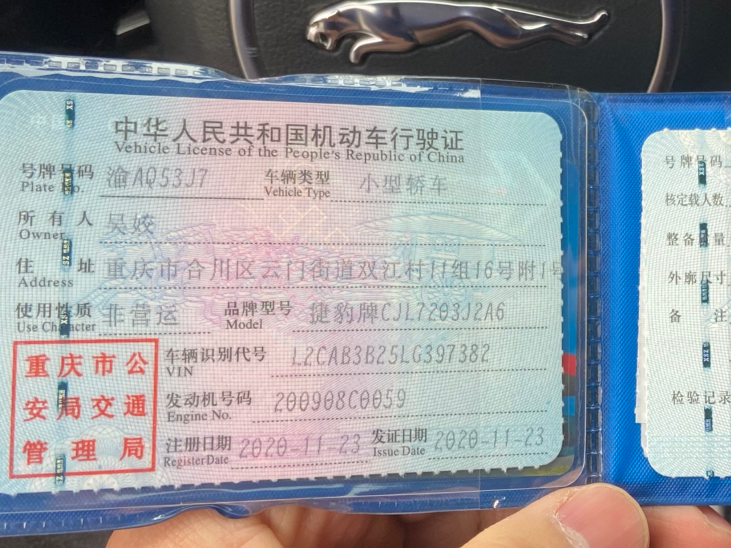 中华人民共和国机动车行驶证
Vehicle License of the People's Republic of China
号牌号码 渝AQ53J7 车辆类型 小型轿车
Plate No. Vehicle Type
所有人 吴姣
Owner
住址 重庆市合川区云门街道双江村11组16号附1号
Address
使用性质 非营运 品牌型号 捷豹牌CJL7203J2A6
Use Character Model
重庆市公
安局交通
管理局
车辆识别代号 L2CAB3B25LG397382
VIN
发动机号码 200908C0059
Engine No.
注册日期 2020-11-23 发证日期 2020-11-23
Register Date Issue Date
号牌号码
核定载人数
整备质量
外廓尺寸
备注
检验记录